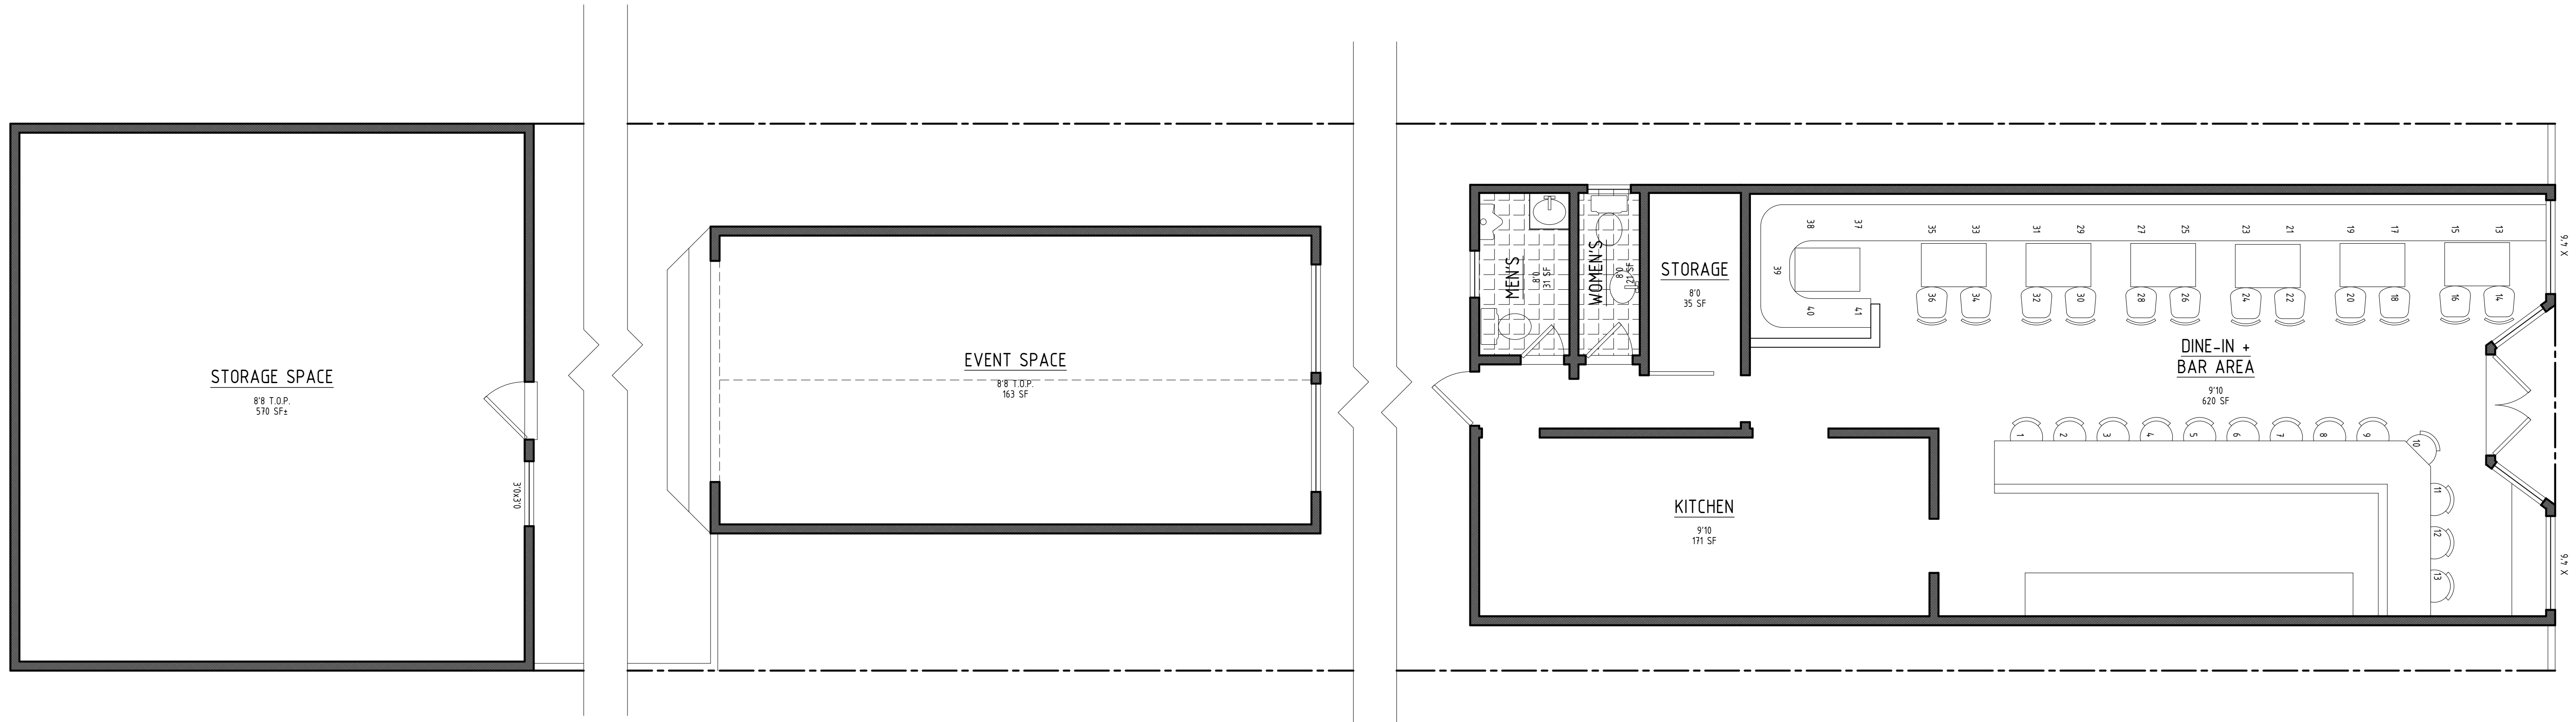 STORAGE SPACE
8'8 T.O.P.
570 SF±
3'0x3'0
EVENT SPACE
8'8 T.O.P.
163 SF
MEN'S
8'0
31 SF
WOMEN'S
8'0
21 SF
STORAGE
8'0
35 SF
KITCHEN
9'10
171 SF
38 37 35 33 31 29 27 25 23 21 19 17 15 13
39
40 41 36 34 32 30 28 26 24 22 20 18 16 14
DINE-IN +
BAR AREA
9'10
620 SF
1 2 3 4 5 6 7 8 9 10
11
12
13